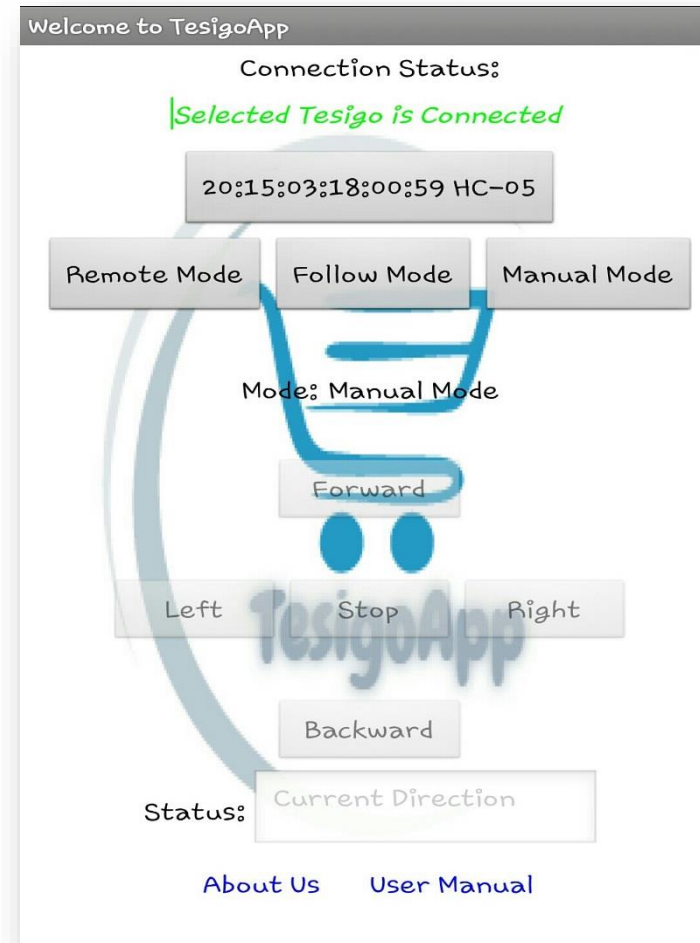 Welcome to TesigoApp
Connection Status:
Selected Tesigo is Connected
20:15:03:18:00:59 HC-05
Remote Mode Follow Mode Manual Mode
Mode: Manual Mode
Forward
Left Stop Right
TesigoApp
Backward
Status: Current Direction
About Us User Manual